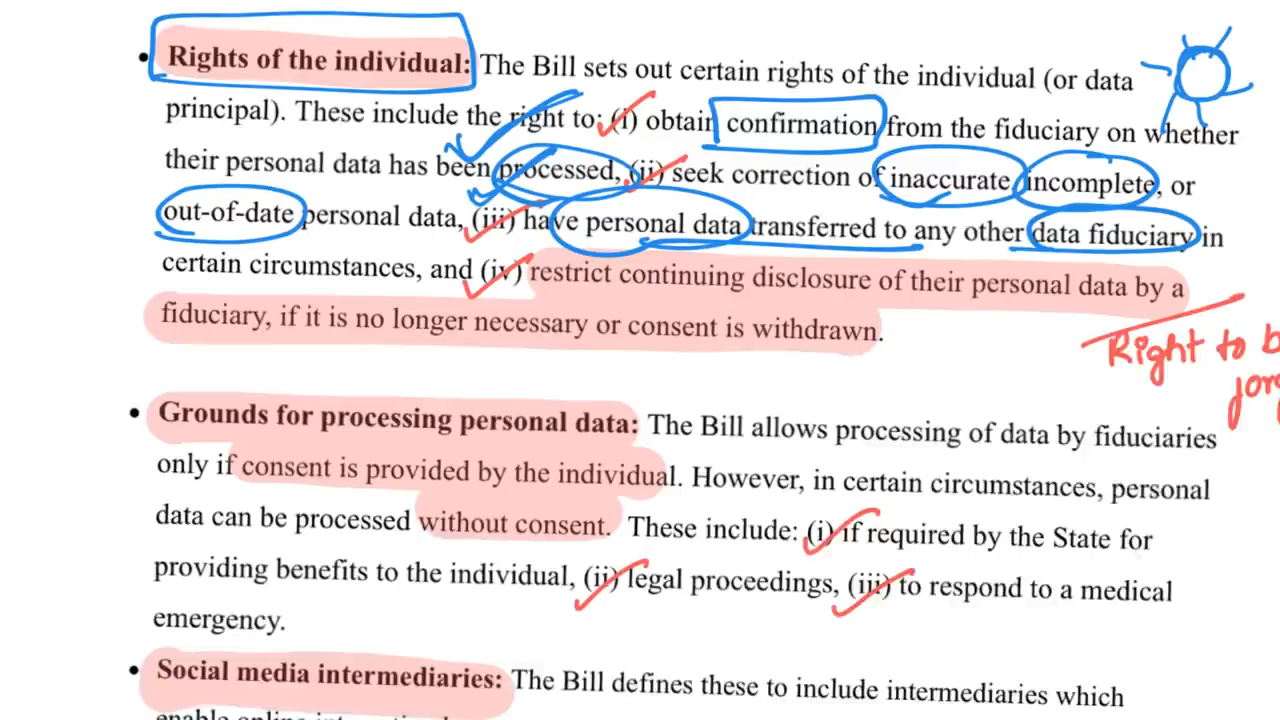 • Rights of the individual: The Bill sets out certain rights of the individual (or data
principal). These include the right to: (i) obtain confirmation from the fiduciary on whether
their personal data has been processed, (ii) seek correction of inaccurate, incomplete, or
out-of-date personal data, (iii) have personal data transferred to any other data fiduciary in
certain circumstances, and (iv) restrict continuing disclosure of their personal data by a
fiduciary, if it is no longer necessary or consent is withdrawn.
Right to
• Grounds for processing personal data: The Bill allows processing of data by fiduciaries
only if consent is provided by the individual. However, in certain circumstances, personal
data can be processed without consent. These include: (i) if required by the State for
providing benefits to the individual, (ii) legal proceedings, (iii) to respond to a medical
emergency.
• Social media intermediaries: The Bill defines these to include intermediaries which